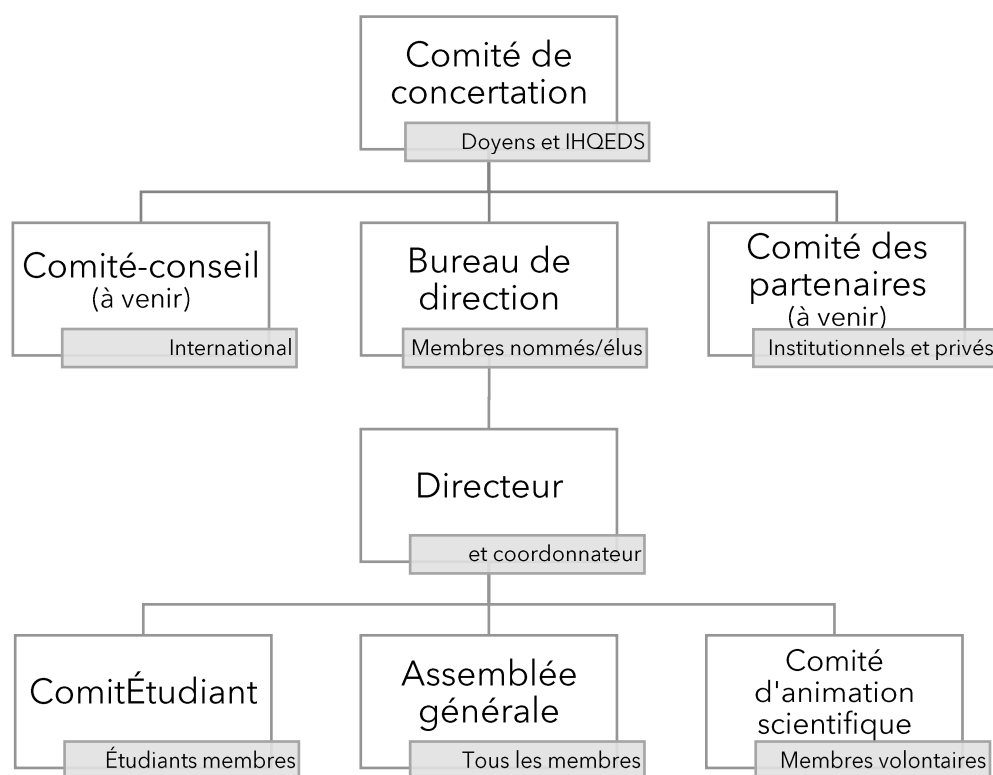 Comité de
concertation
Doyens et IHQEDS
Comité-conseil
(à venir)
International
Bureau de
direction
Membres nommés/élus
Comité des
partenaires
(à venir)
Institutionnels et privés
Directeur
et coordonnateur
ComitÉtudiant
Étudiants membres
Assemblée
générale
Tous les membres
Comité
d'animation
scientifique
Membres volontaires